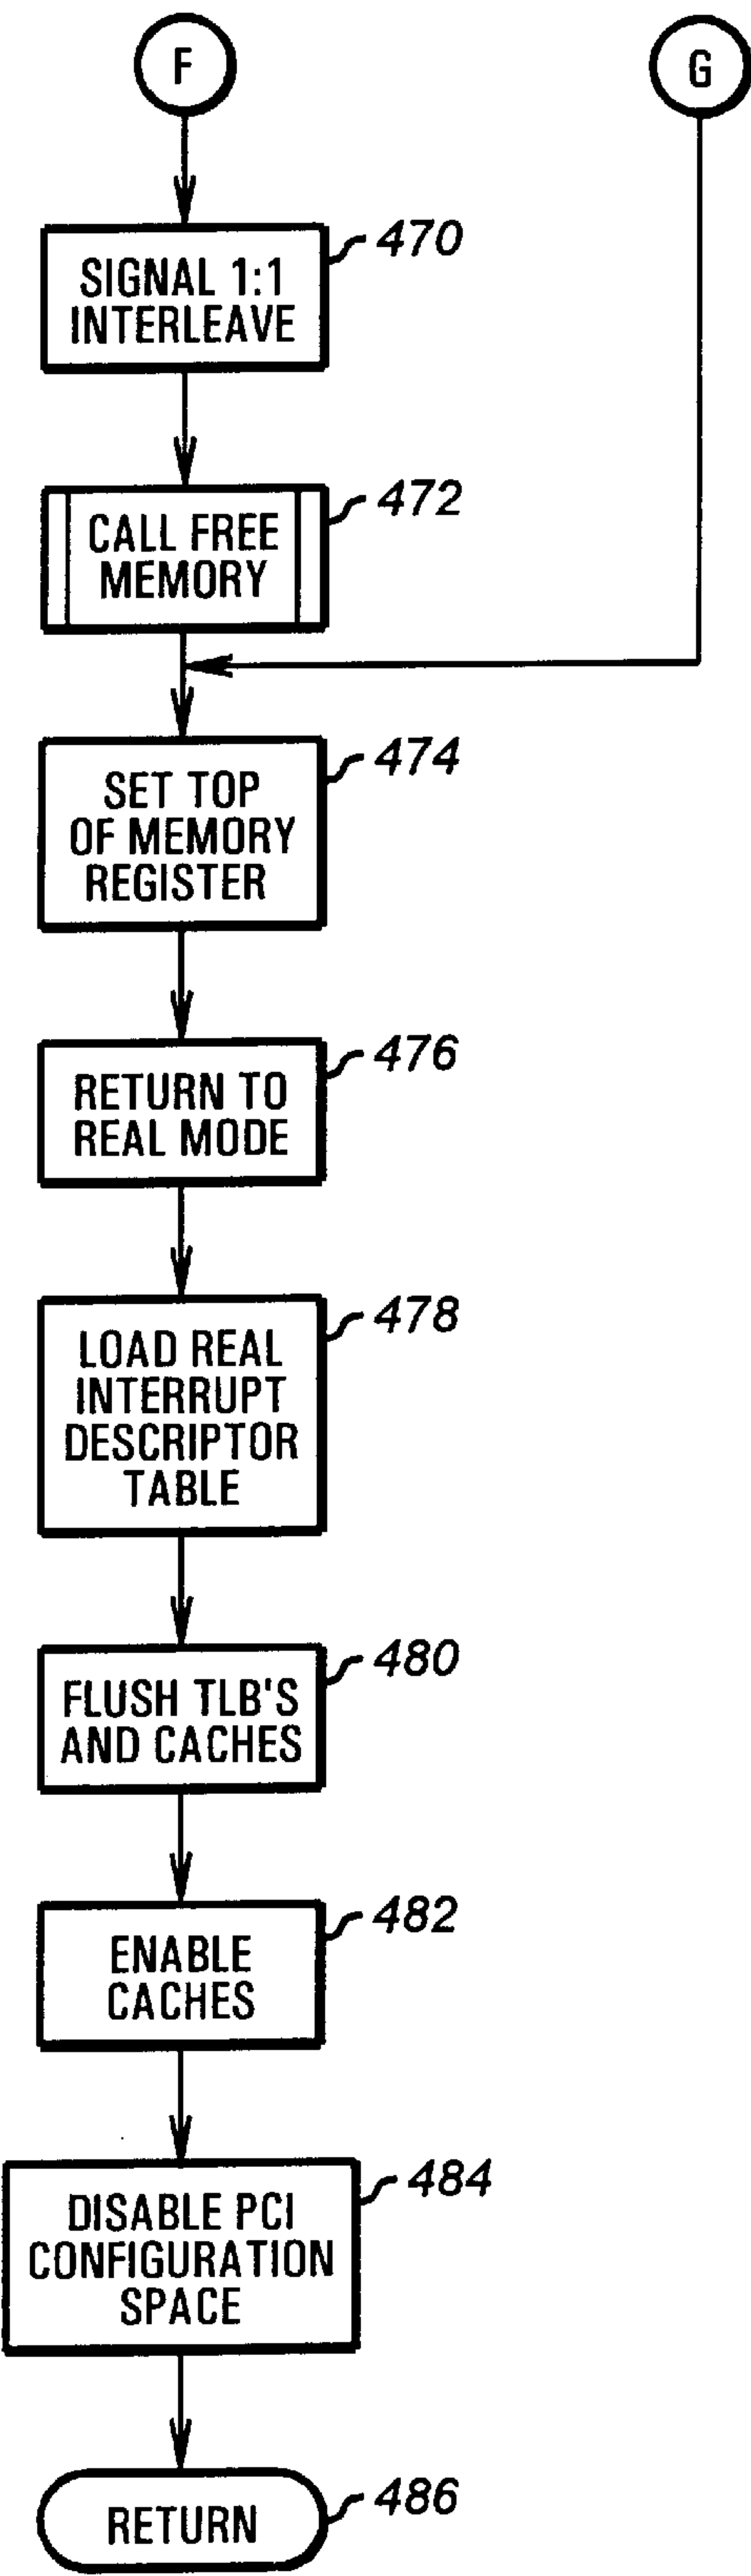 F
G
470
SIGNAL 1:1
INTERLEAVE
472
CALL FREE
MEMORY
474
SET TOP
OF MEMORY
REGISTER
476
RETURN TO
REAL MODE
478
LOAD REAL
INTERRUPT
DESCRIPTOR
TABLE
480
FLUSH TLB'S
AND CACHES
482
ENABLE
CACHES
484
DISABLE PCI
CONFIGURATION
SPACE
486
RETURN